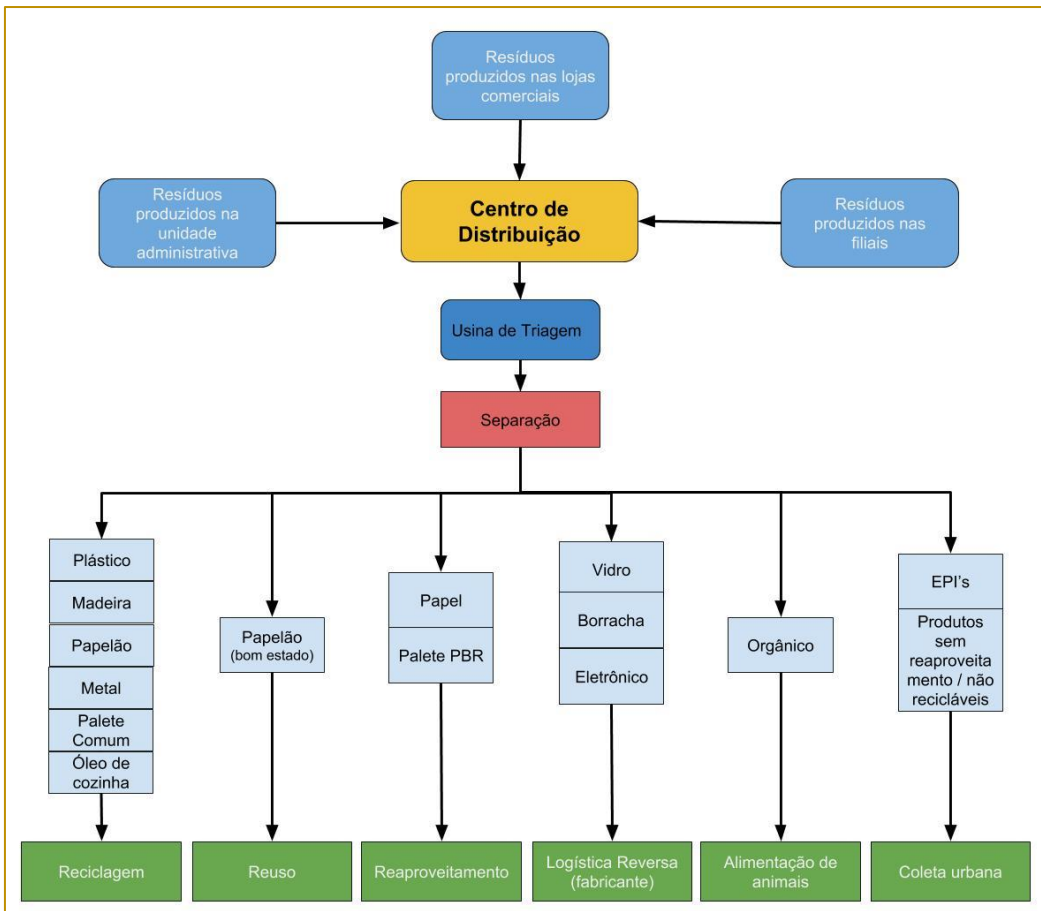 Resíduos
produzidos nas lojas
comerciais
Resíduos
produzidos na
unidade
administrativa
Centro de
Distribuição
Resíduos
produzidos nas
filiais
Usina de Triagem
Separação
Plástico
Madeira
Papelão
Metal
Palete
Comum
Óleo de
cozinha
Papelão
(bom estado)
Papel
Palete PBR
Vidro
Borracha
Eletrônico
Orgânico
EPI's
Produtos
sem
reaproveita
mento / não
recicláveis
Reciclagem
Reuso
Reaproveitamento
Logística Reversa
(fabricante)
Alimentação de
animais
Coleta urbana